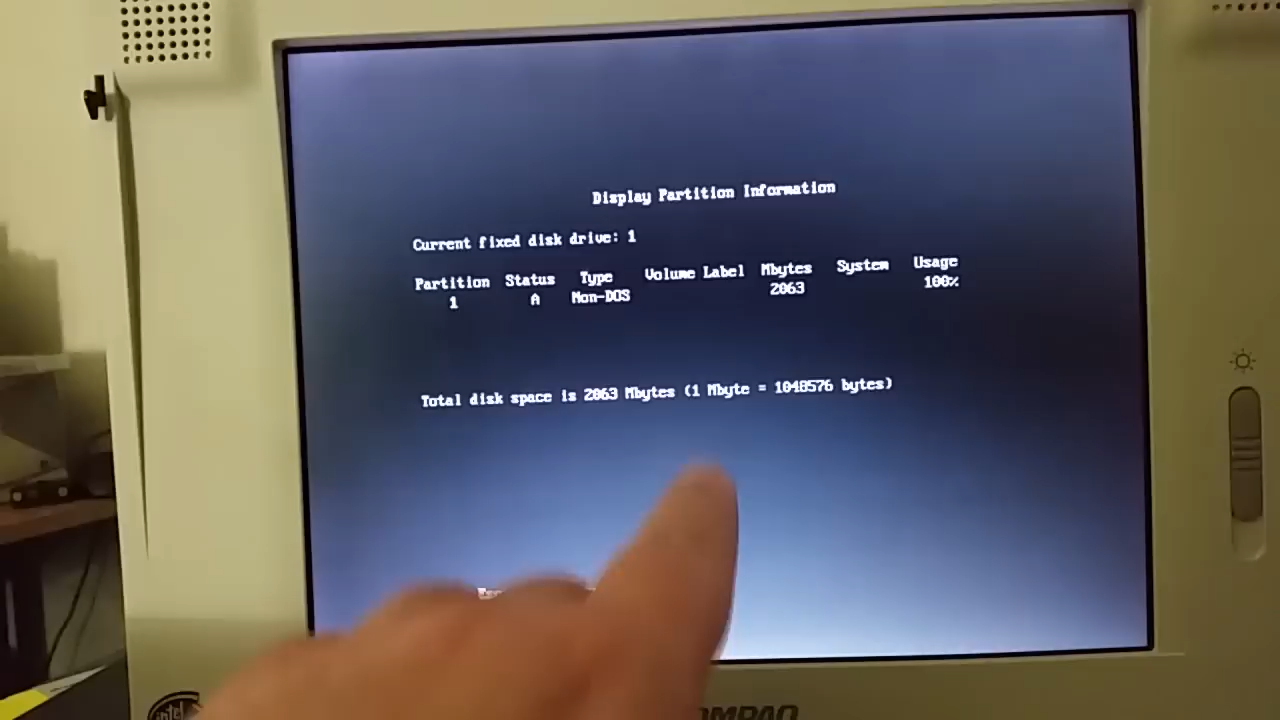 Display Partition Information
Current fixed disk drive: 1
Partition Status Type Volume Label Mbytes System Usage
1 A Non-DOS 2063 100%
Total disk space is 2063 Mbytes (1 Mbyte = 1048576 bytes)
intel